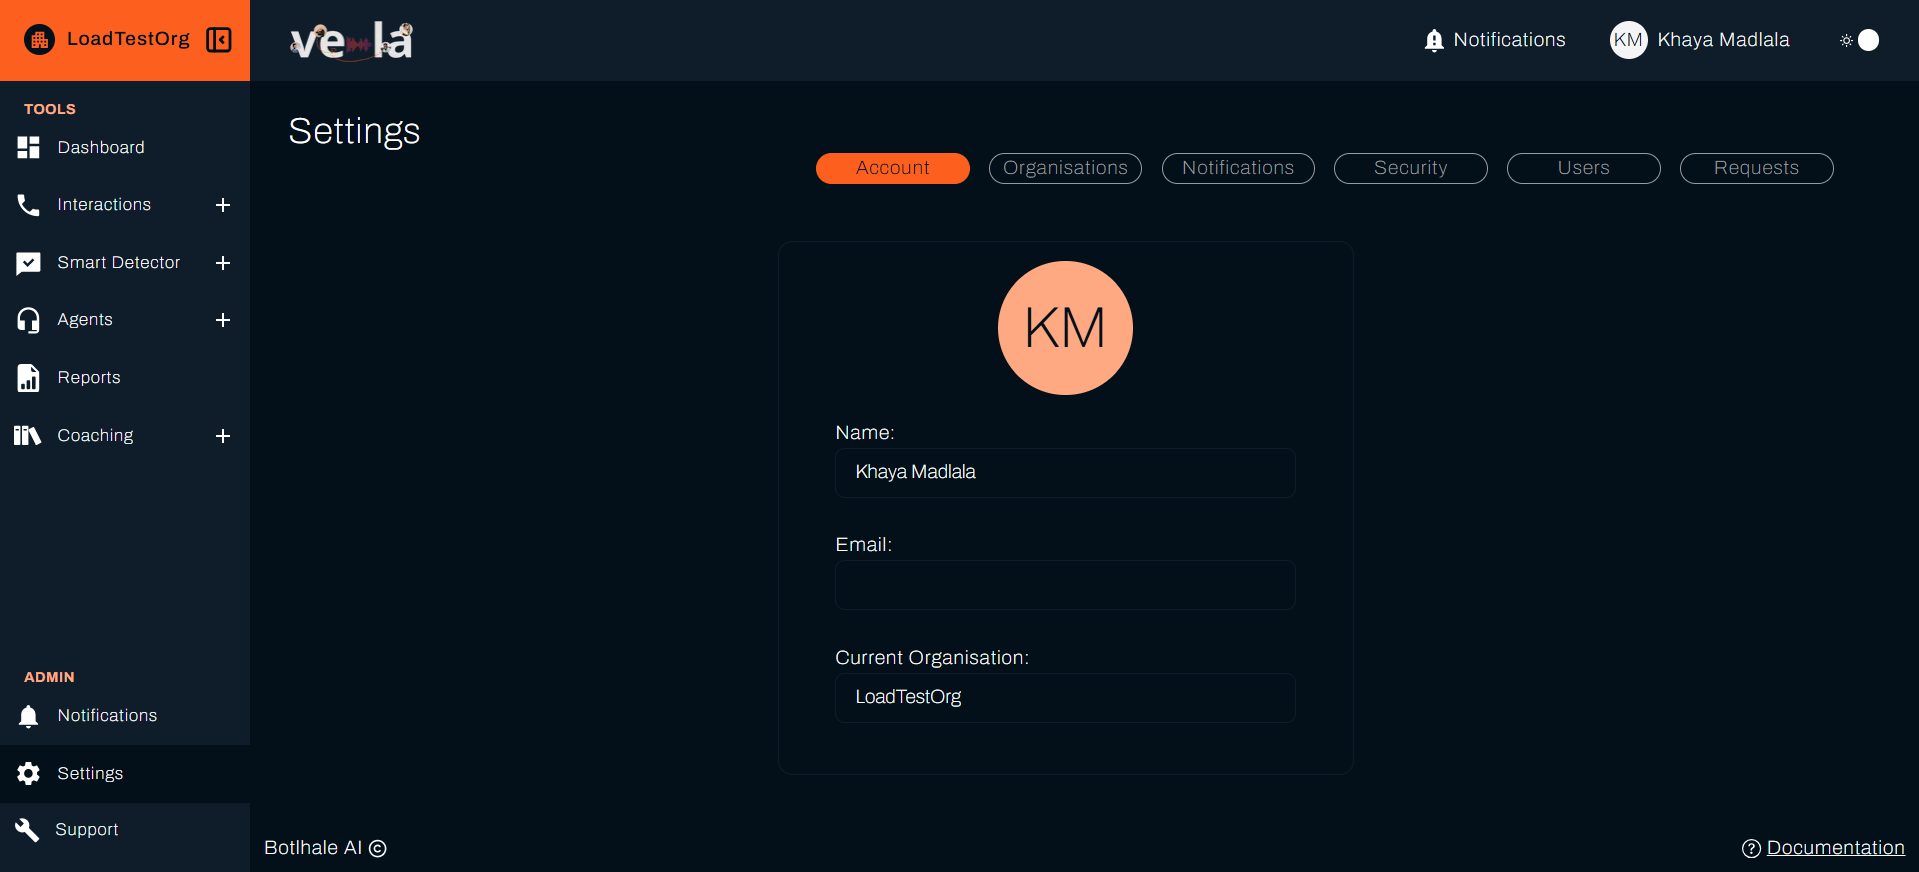 LoadTestOrg
vela
Notifications
KM
Khaya Madlala
TOOLS
Dashboard
Interactions
Smart Detector
Agents
Reports
Coaching
ADMIN
Notifications
Settings
Support
Settings
Account
Organisations
Notifications
Security
Users
Requests
KM
Name:
Khaya Madlala
Email:
Current Organisation:
LoadTestOrg
Botlhale AI ©
Documentation